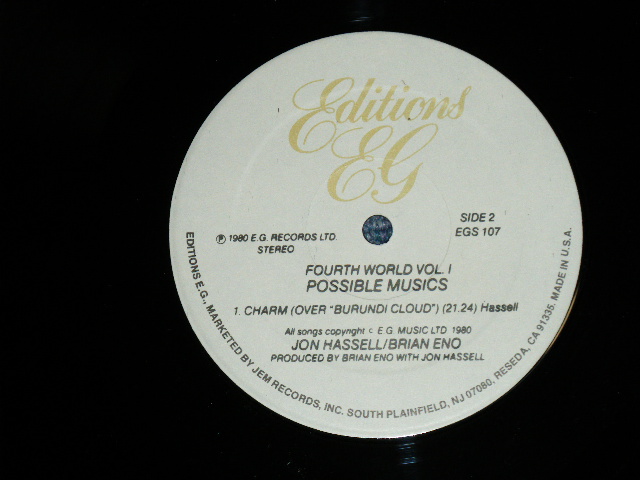 Editions
EG
SIDE 2
EGS 107
℗ 1980 E.G. RECORDS LTD.
STEREO
FOURTH WORLD VOL. I
POSSIBLE MUSICS
1. CHARM (OVER "BURUNDI CLOUD") (21.24) Hassell
All songs copyright © E.G. MUSIC LTD 1980
JON HASSELL/BRIAN ENO
PRODUCED BY BRIAN ENO WITH JON HASSELL
EDITIONS E.G., MARKETED BY JEM RECORDS, INC. SOUTH PLAINFIELD, NJ 07080, RESEDA, CA 91335. MADE IN U.S.A.